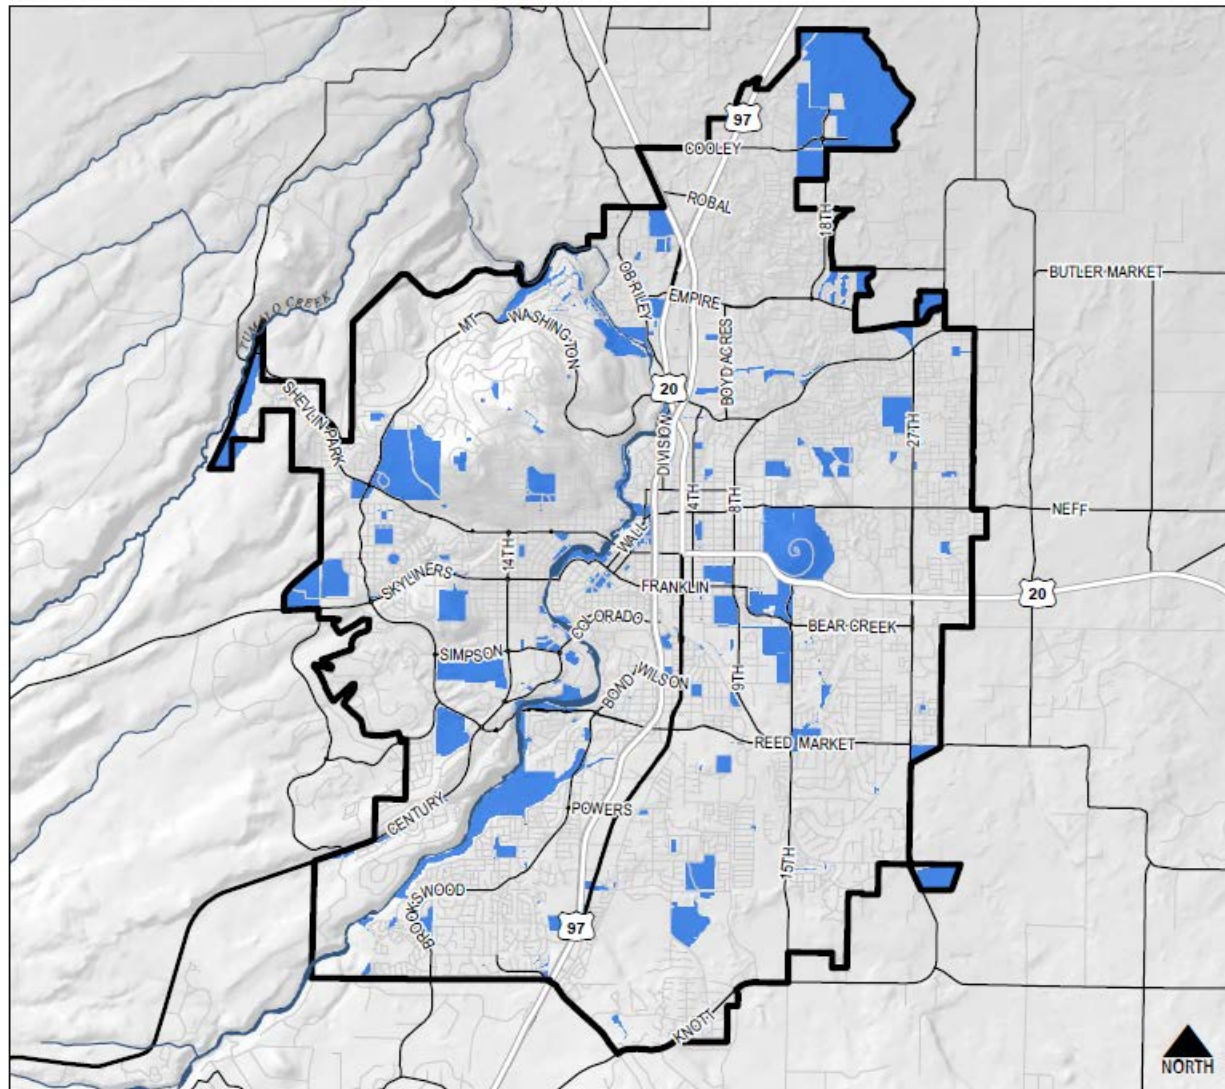 97
COOLEY
ROBAL
18TH
OB RILEY
BUTLER MARKET
TUMALO CREEK
EMPIRE
MT WASHINGTON
BOYD ACRES
20
SHEVLIN PARK
DIVISION
27TH
4TH
8TH
NEFF
WALL
14TH
SKYLINERS
FRANKLIN
20
COLORADO
BEAR CREEK
SIMPSON
WILSON
9TH
BOND
REED MARKET
POWERS
CENTURY
15TH
BROOKSWOOD
97
KNOTT
NORTH